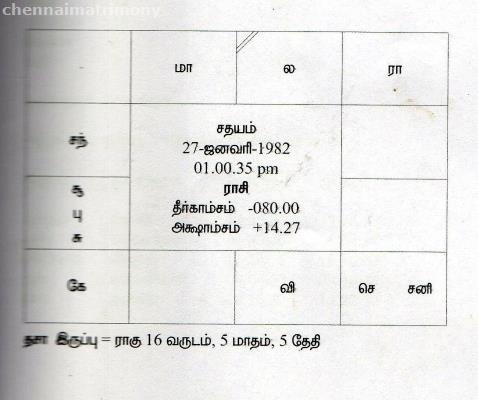 chennaimatrimony
மா ல ரா
சதயம்
27-ஜனவரி-1982
சந்
01.00.35 pm
ராசி
சூ
தீர்காம்சம் -080.00
பு
அக்ஷாம்சம் +14.27
சு
கே வி செ சனி
தசா இருப்பு = ராகு 16 வருடம், 5 மாதம், 5 தேதி